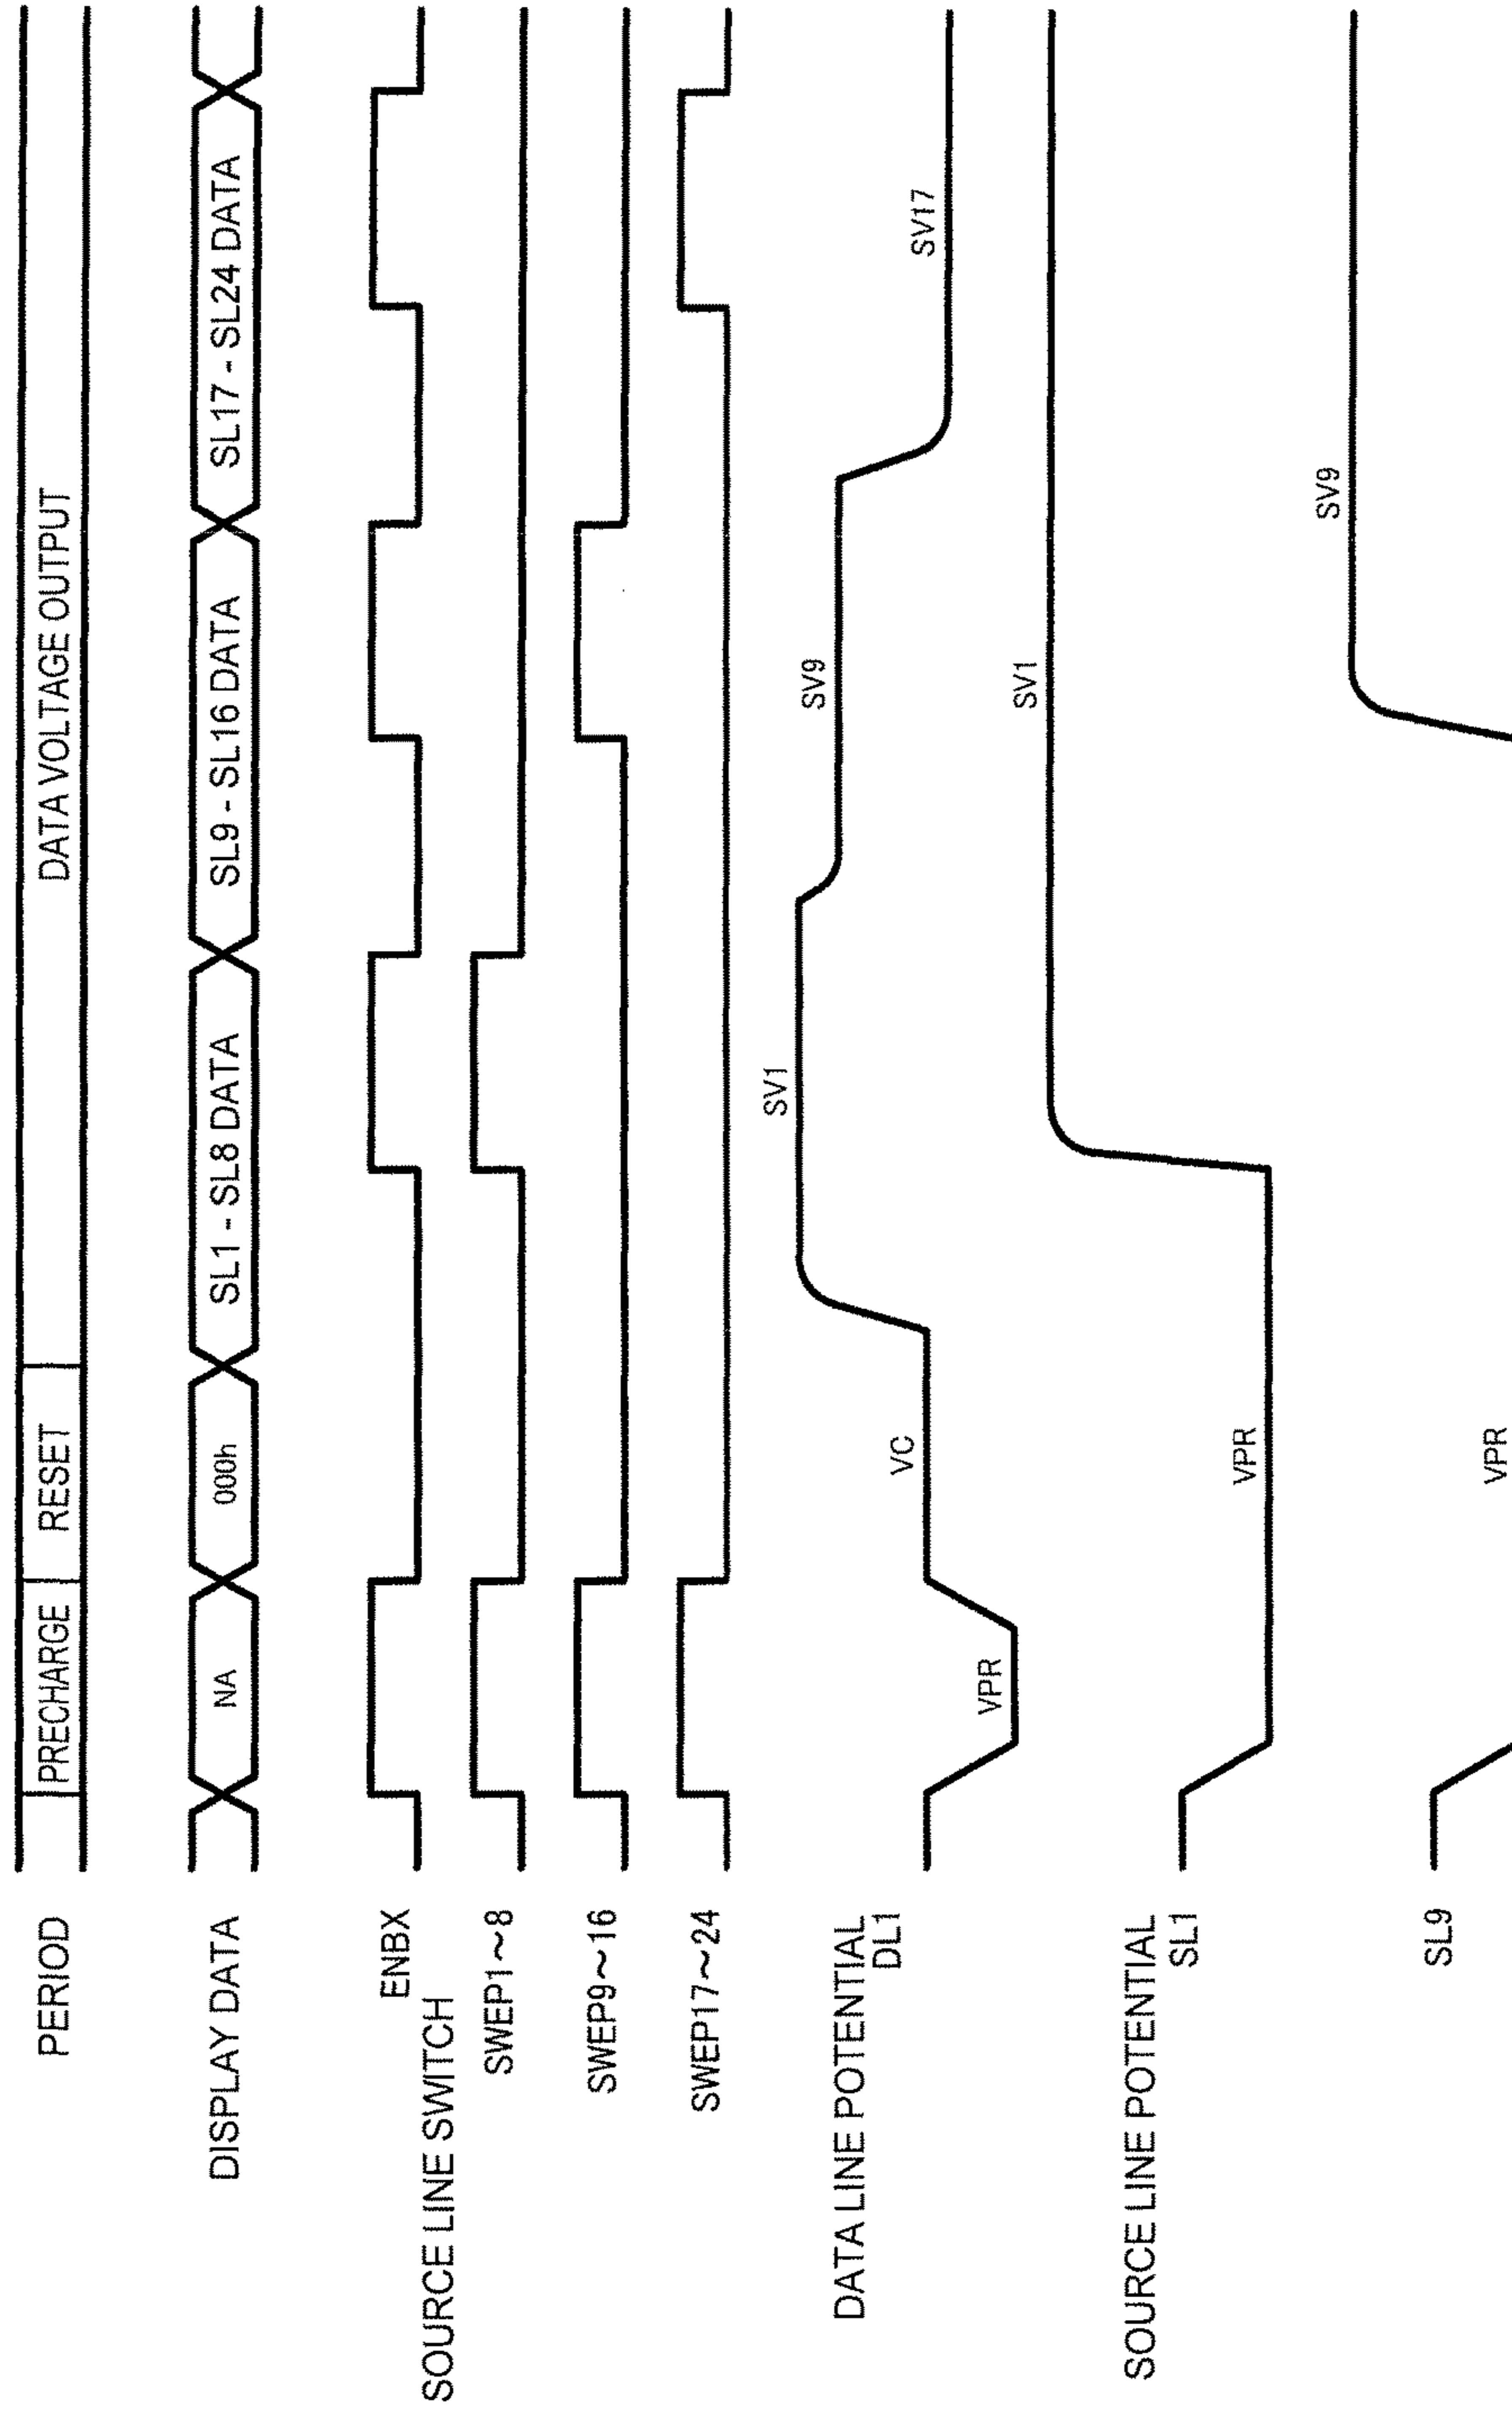 PERIOD
PRECHARGE
RESET
DATA VOLTAGE OUTPUT
DISPLAY DATA
NA
000h
SL1 - SL8 DATA
SL9 - SL16 DATA
SL17 - SL24 DATA
ENBX
SOURCE LINE SWITCH
SWEP1~8
SWEP9~16
SWEP17~24
DATA LINE POTENTIAL
DL1
VPR
VC
SV1
SV9
SV17
SOURCE LINE POTENTIAL
SL1
VPR
SV1
SL9
VPR
SV9